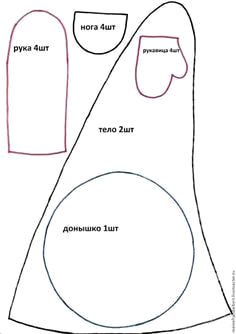 нога 4шт
рука 4шт
рукавица 4шт
тело 2шт
донышко 1шт